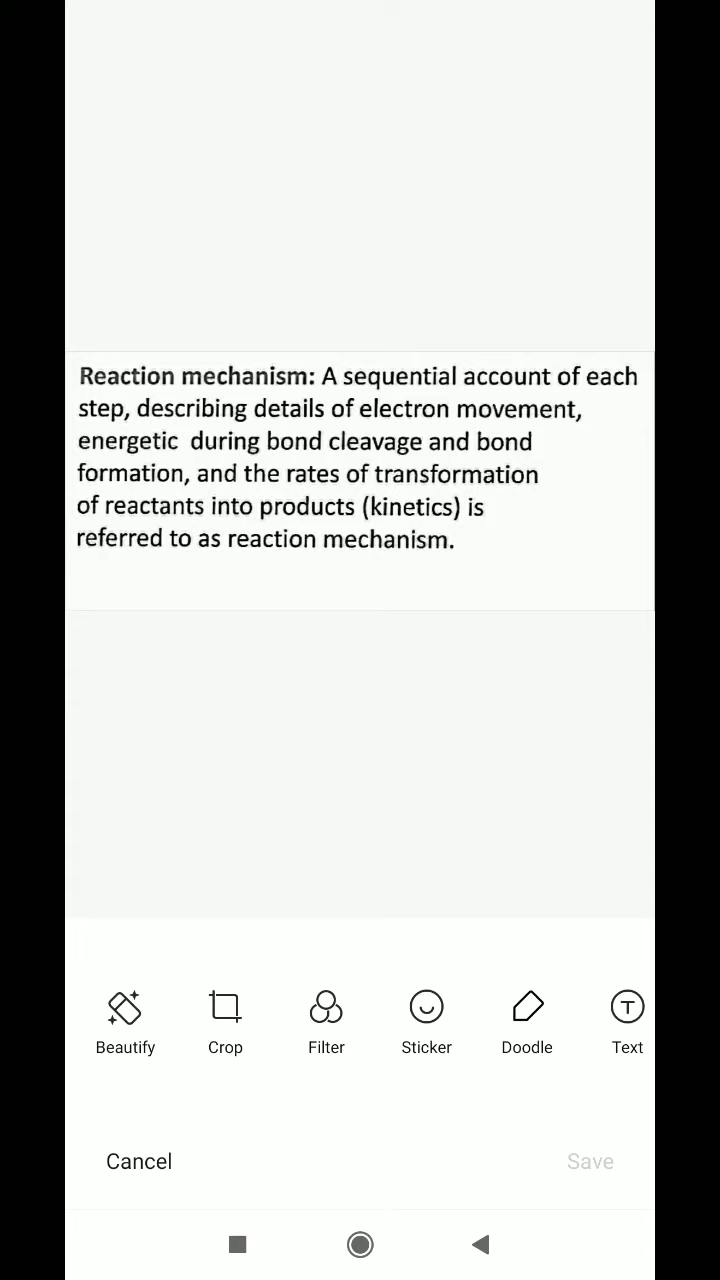 Reaction mechanism: A sequential account of each
step, describing details of electron movement,
energetic during bond cleavage and bond
formation, and the rates of transformation
of reactants into products (kinetics) is
referred to as reaction mechanism.
Beautify Crop Filter Sticker Doodle Text
Cancel Save